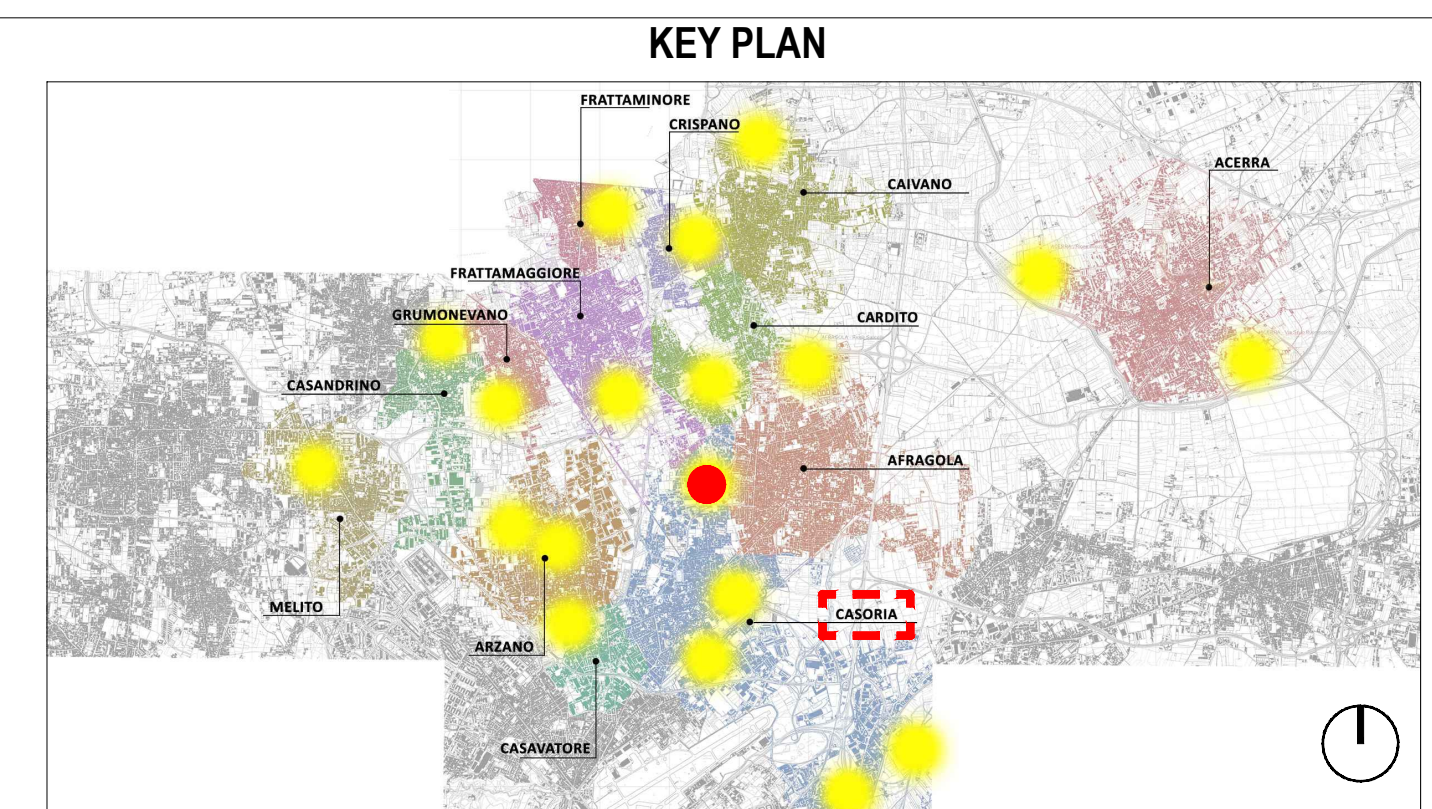 KEY PLAN
FRATTAMINORE
CRISPANO
ACERRA
CAIVANO
FRATTAMAGGIORE
GRUMONEVANO
CARDITO
CASANDRINO
AFRAGOLA
MELITO
CASORIA
ARZANO
CASAVATORE